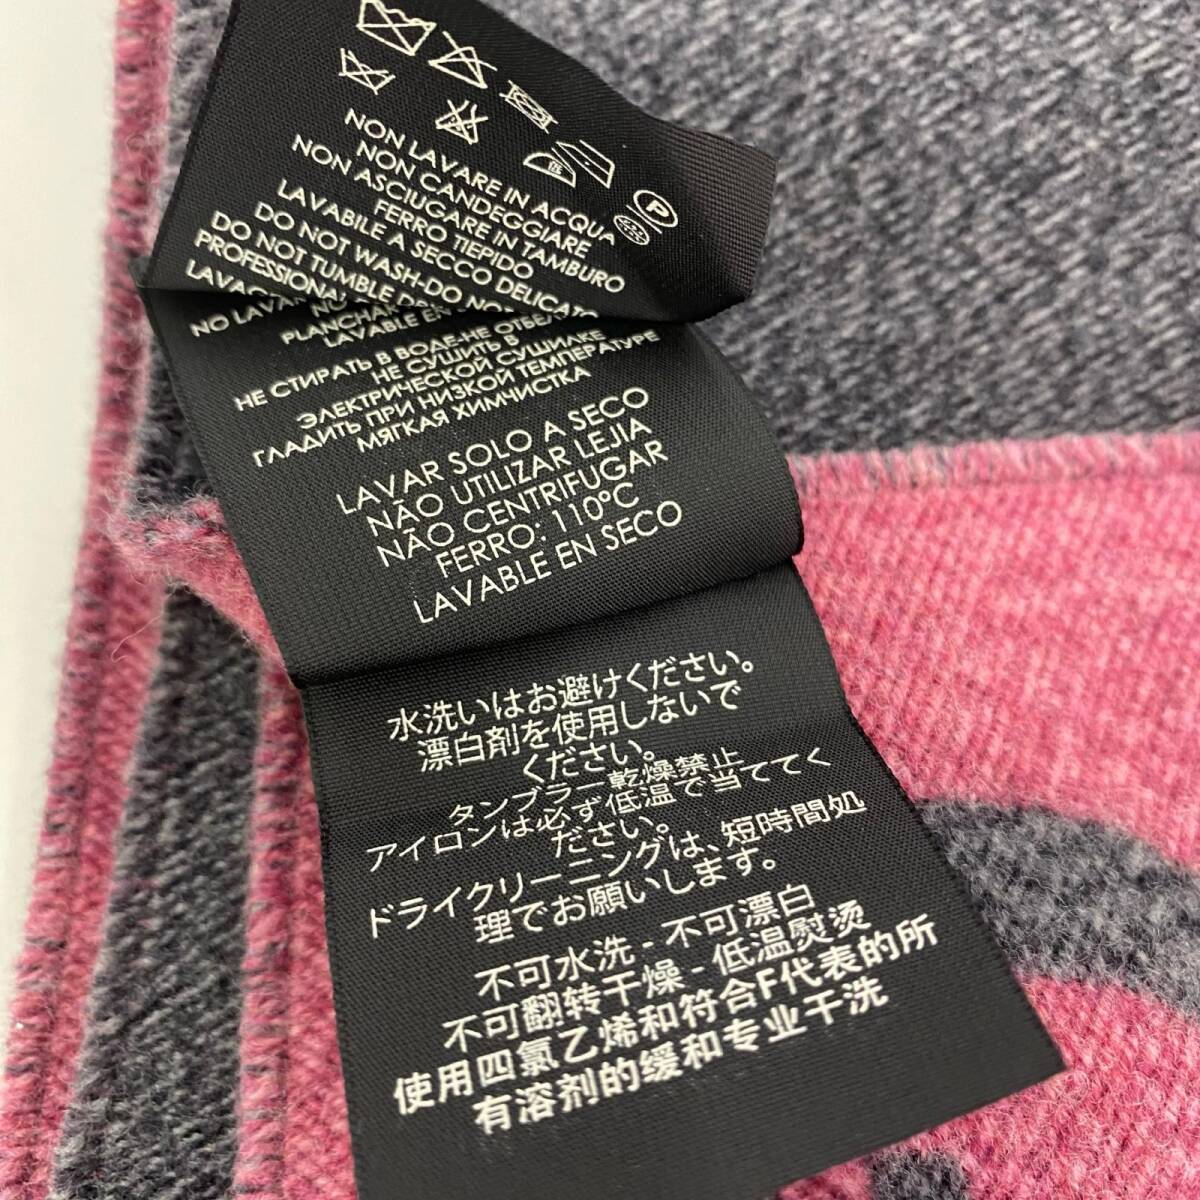 NON LAVARE IN ACQUA
NON CANDEGGIARE
NON ASCIUGARE IN TAMBURO
FERRO TIEPIDO
LAVABILE A SECCO DELICATO
DO NOT WASH-DO NOT
DO NOT TUMBLE
PROFESSIONAL
NO LAVAR
PLANCHAR
LAVABLE EN
НЕ СТИРАТЬ В ВОДЕ-НЕ
НЕ СУШИТЬ В
ЭЛЕКТРИЧЕСКОЙ СУШИЛКЕ
ГЛАДИТЬ ПРИ НИЗКОЙ ТЕМПЕРАТУРЕ
МЯГКАЯ ХИМЧИСТКА
LAVAR SOLO A SECO
NÃO UTILIZAR LEJIA
NÃO CENTRIFUGAR
FERRO: 110°C
LAVABLE EN SECO
水洗いはお避けください。
漂白剤を使用しないで
ください。
タンブラー乾燥禁止
アイロンは必ず低温で当ててく
ださい。
ドライクリーニングは、短時間処
理でお願いします。
不可水洗 - 不可漂白
不可翻转干燥 - 低温熨烫
使用四氯乙烯和符合F代表的所
有溶剂的缓和专业干洗
P